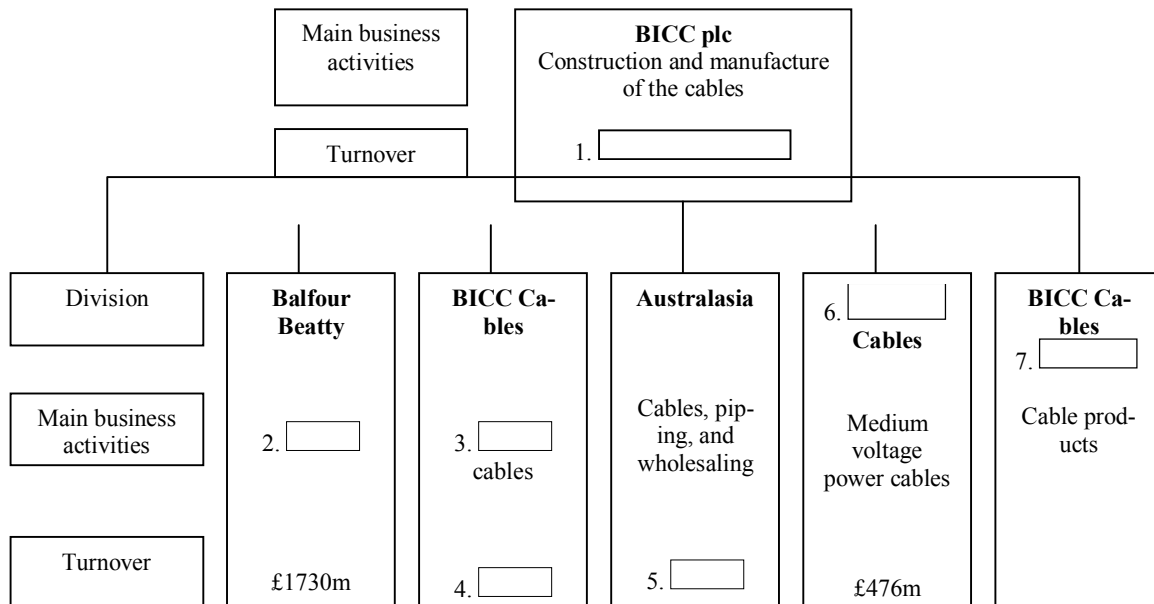 Main business
activities
BICC plc
Construction and manufacture
of the cables
Turnover
1.
Division
Balfour
Beatty
BICC Ca-
bles
Australasia
6.
Cables
BICC Ca-
bles
7.
Main business
activities
2.
3.
cables
Cables, pip-
ing, and
wholesaling
Medium
voltage
power cables
Cable prod-
ucts
Turnover
£1730m
4.
5.
£476m